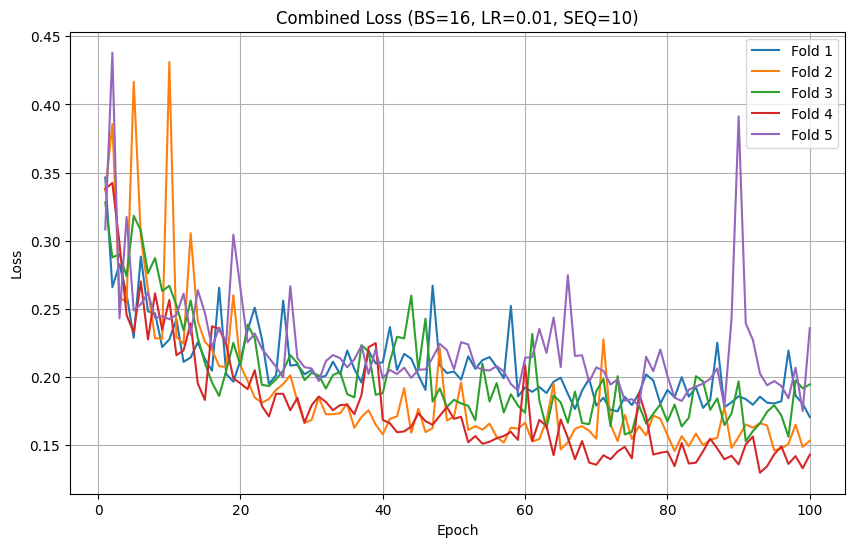 Combined Loss (BS=16, LR=0.01, SEQ=10)
Loss
0.45
0.40
0.35
0.30
0.25
0.20
0.15
Fold 1
Fold 2
Fold 3
Fold 4
Fold 5
0 20 40 60 80 100
Epoch